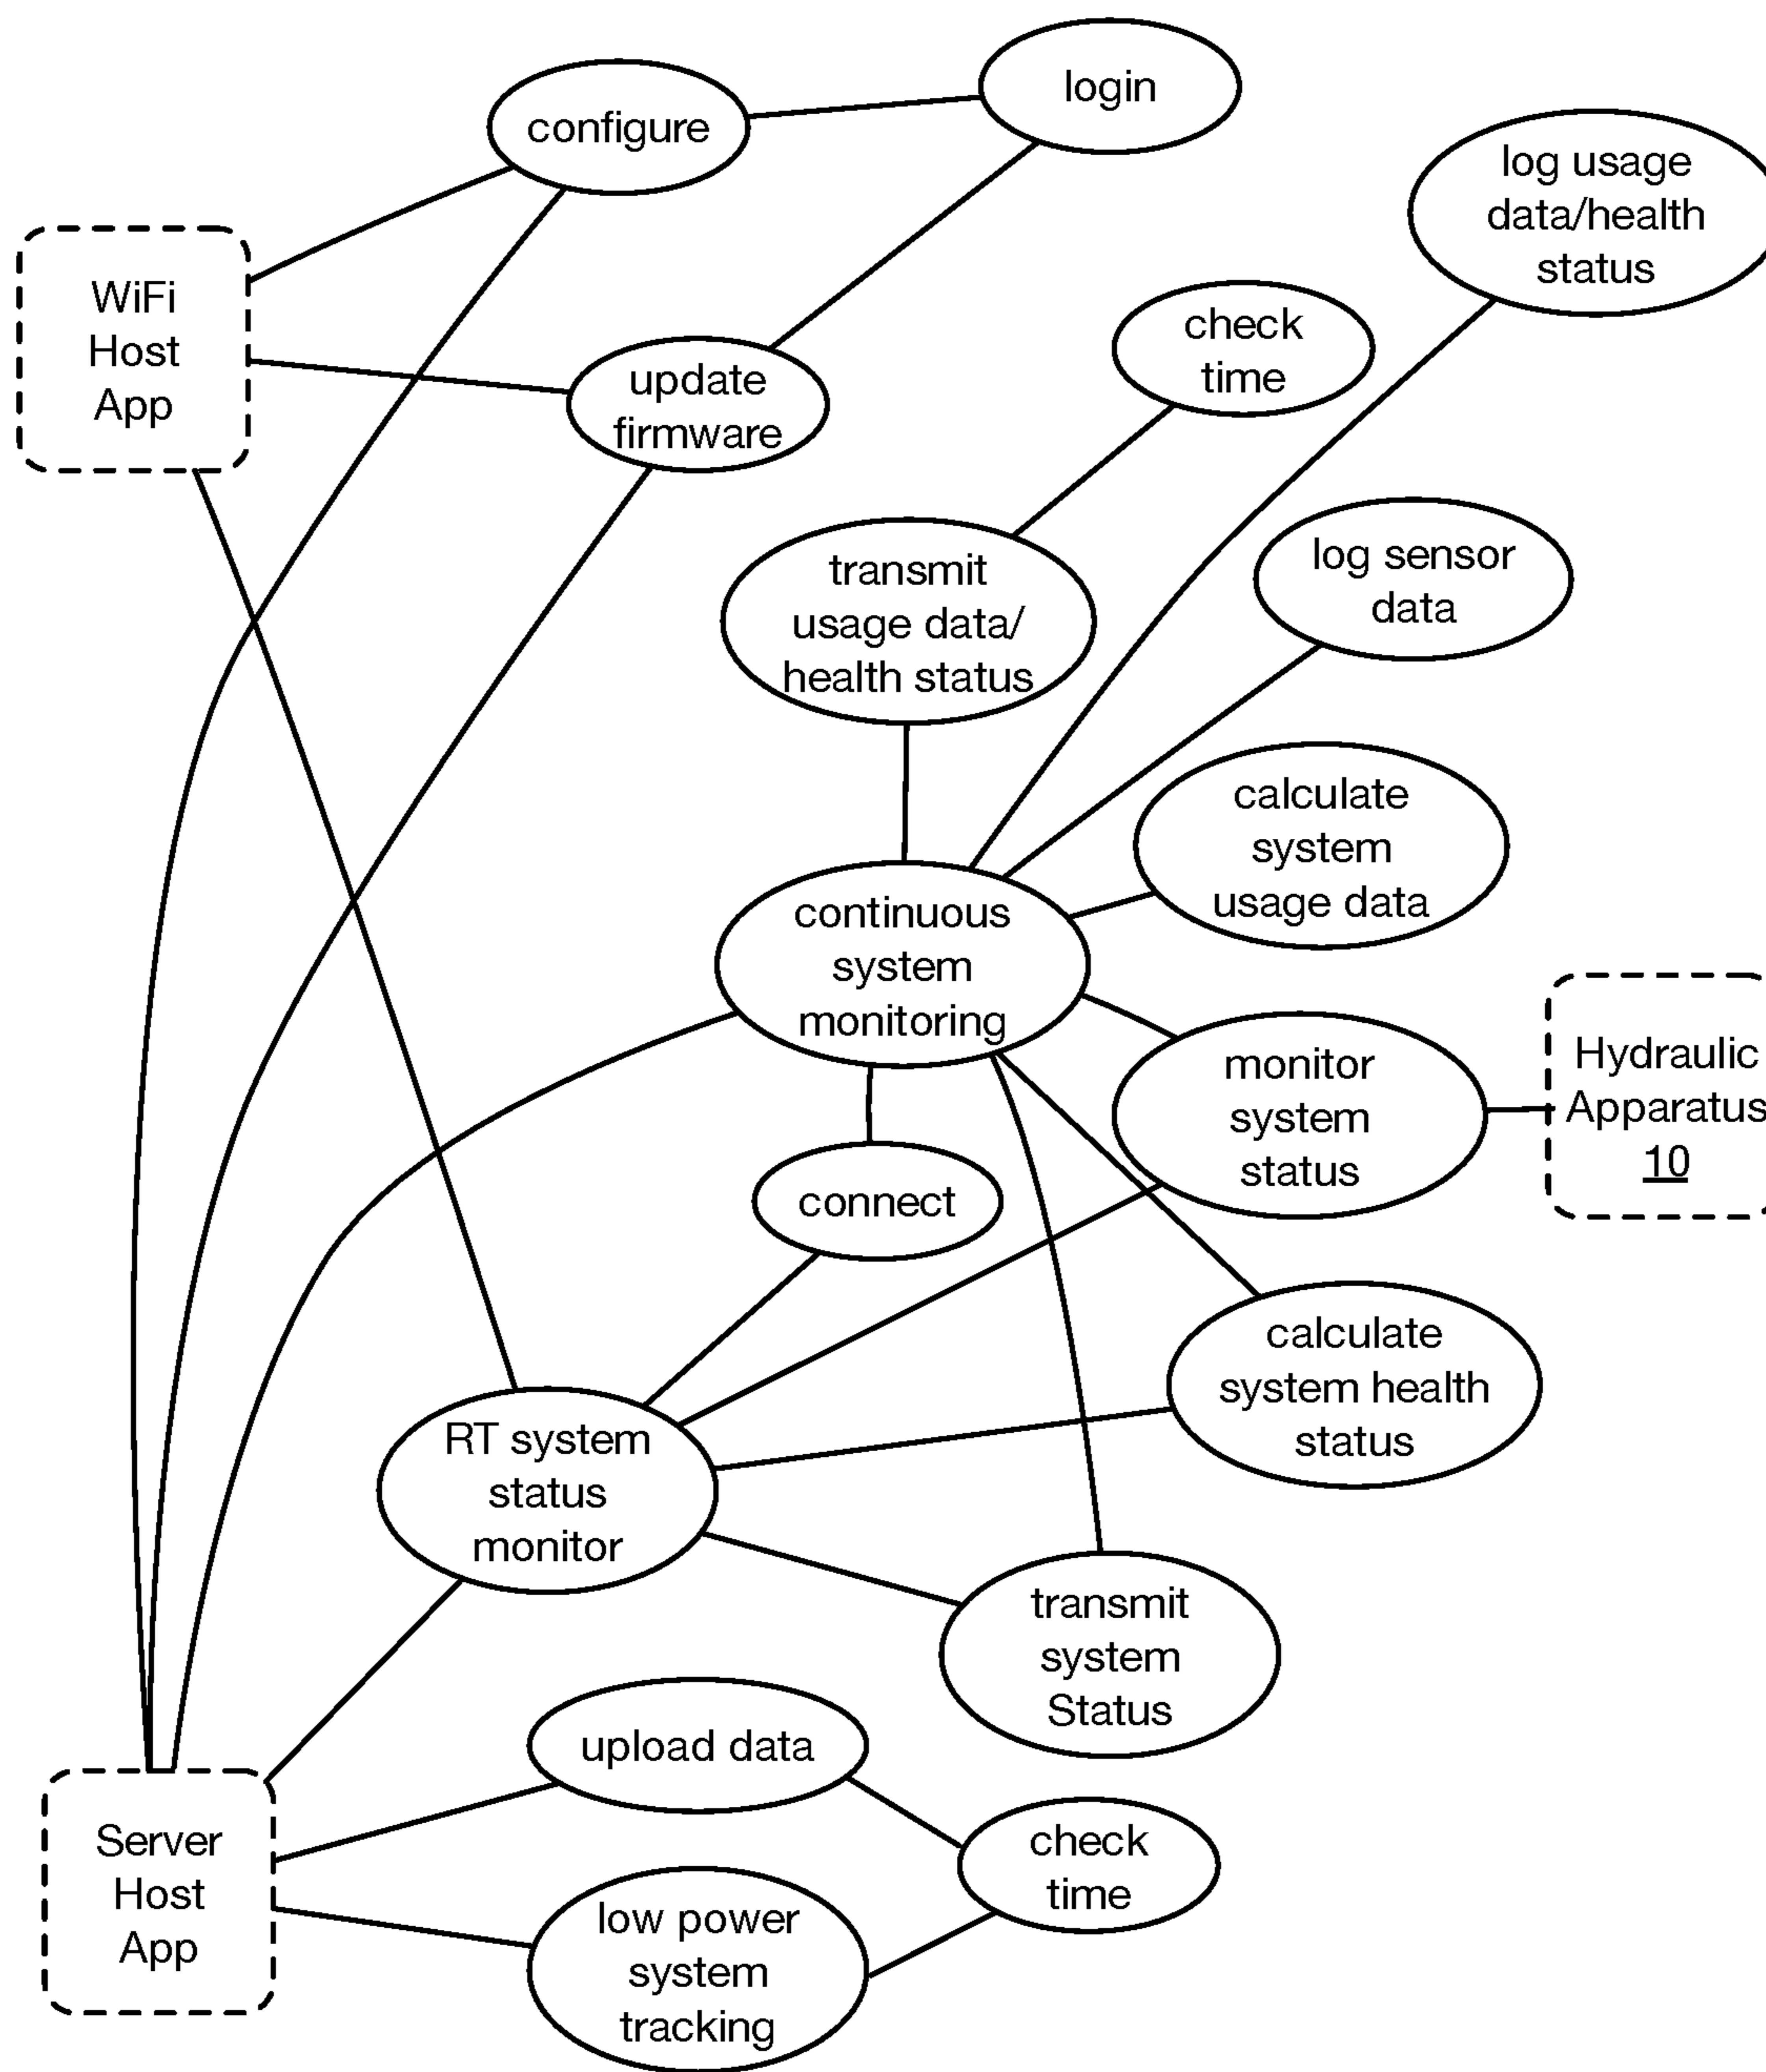 configure
login
log usage
data/health
status
WiFi
Host
App
update
firmware
check
time
transmit
usage data/
health status
log sensor
data
calculate
system
usage data
continuous
system
monitoring
monitor
system
status
Hydraulic
Apparatus
10
connect
calculate
system health
status
RT system
status
monitor
transmit
system
Status
upload data
Server
Host
App
check
time
low power
system
tracking